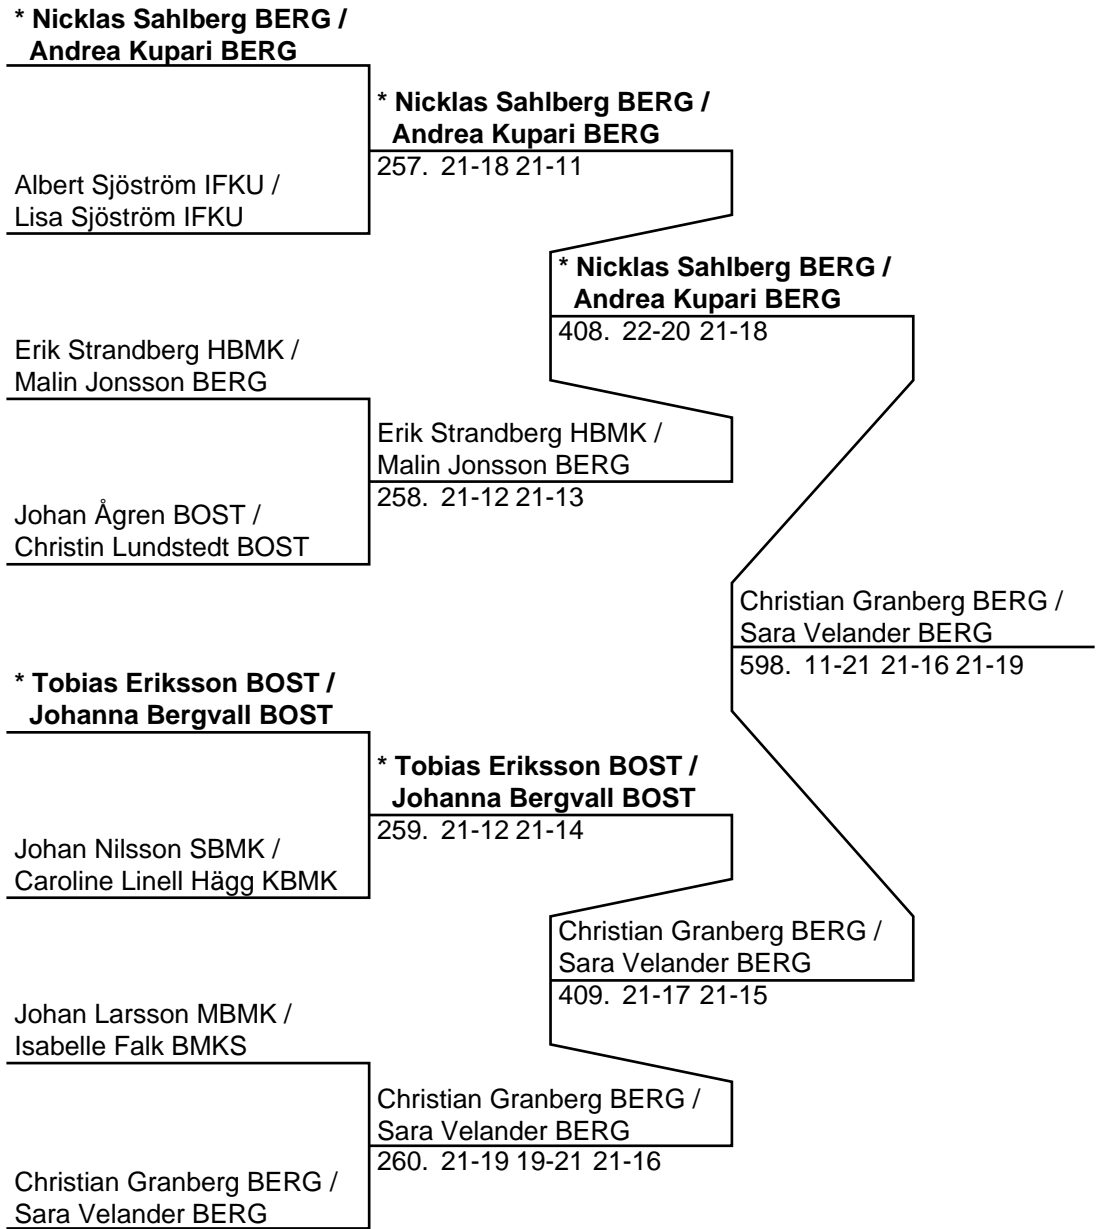 * Nicklas Sahlberg BERG /
Andrea Kupari BERG
* Nicklas Sahlberg BERG /
Andrea Kupari BERG
257. 21-18 21-11
Albert Sjöström IFKU /
Lisa Sjöström IFKU
* Nicklas Sahlberg BERG /
Andrea Kupari BERG
408. 22-20 21-18
Erik Strandberg HBMK /
Malin Jonsson BERG
Erik Strandberg HBMK /
Malin Jonsson BERG
258. 21-12 21-13
Johan Ågren BOST /
Christin Lundstedt BOST
Christian Granberg BERG /
Sara Velander BERG
598. 11-21 21-16 21-19
* Tobias Eriksson BOST /
Johanna Bergvall BOST
* Tobias Eriksson BOST /
Johanna Bergvall BOST
259. 21-12 21-14
Johan Nilsson SBMK /
Caroline Linell Hägg KBMK
Christian Granberg BERG /
Sara Velander BERG
409. 21-17 21-15
Johan Larsson MBMK /
Isabelle Falk BMKS
Christian Granberg BERG /
Sara Velander BERG
260. 21-19 19-21 21-16
Christian Granberg BERG /
Sara Velander BERG